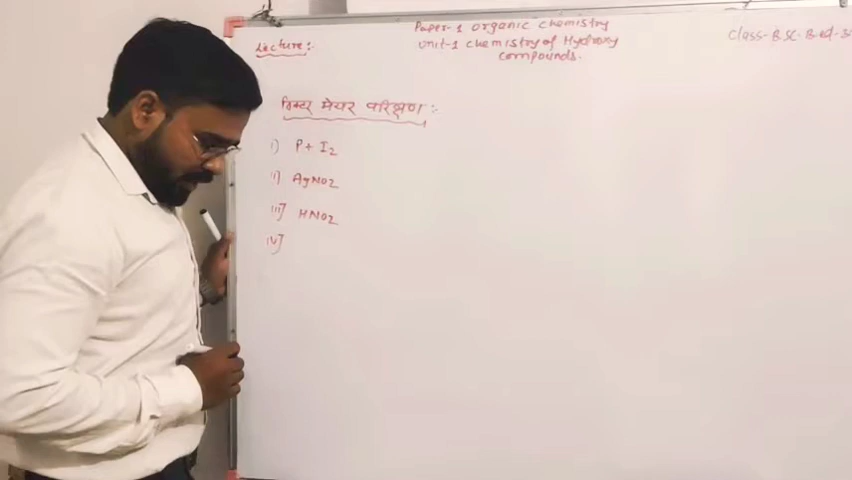 Paper-1 Organic Chemistry
Lecture:-
Unit-1 Chemistry of Hydroxy
Compounds.
Class- B.SC. B.ed-
विक्टर मेयर परिक्षण :-
i) P + I2
ii) AgNO2
iii] HNO2
iv]